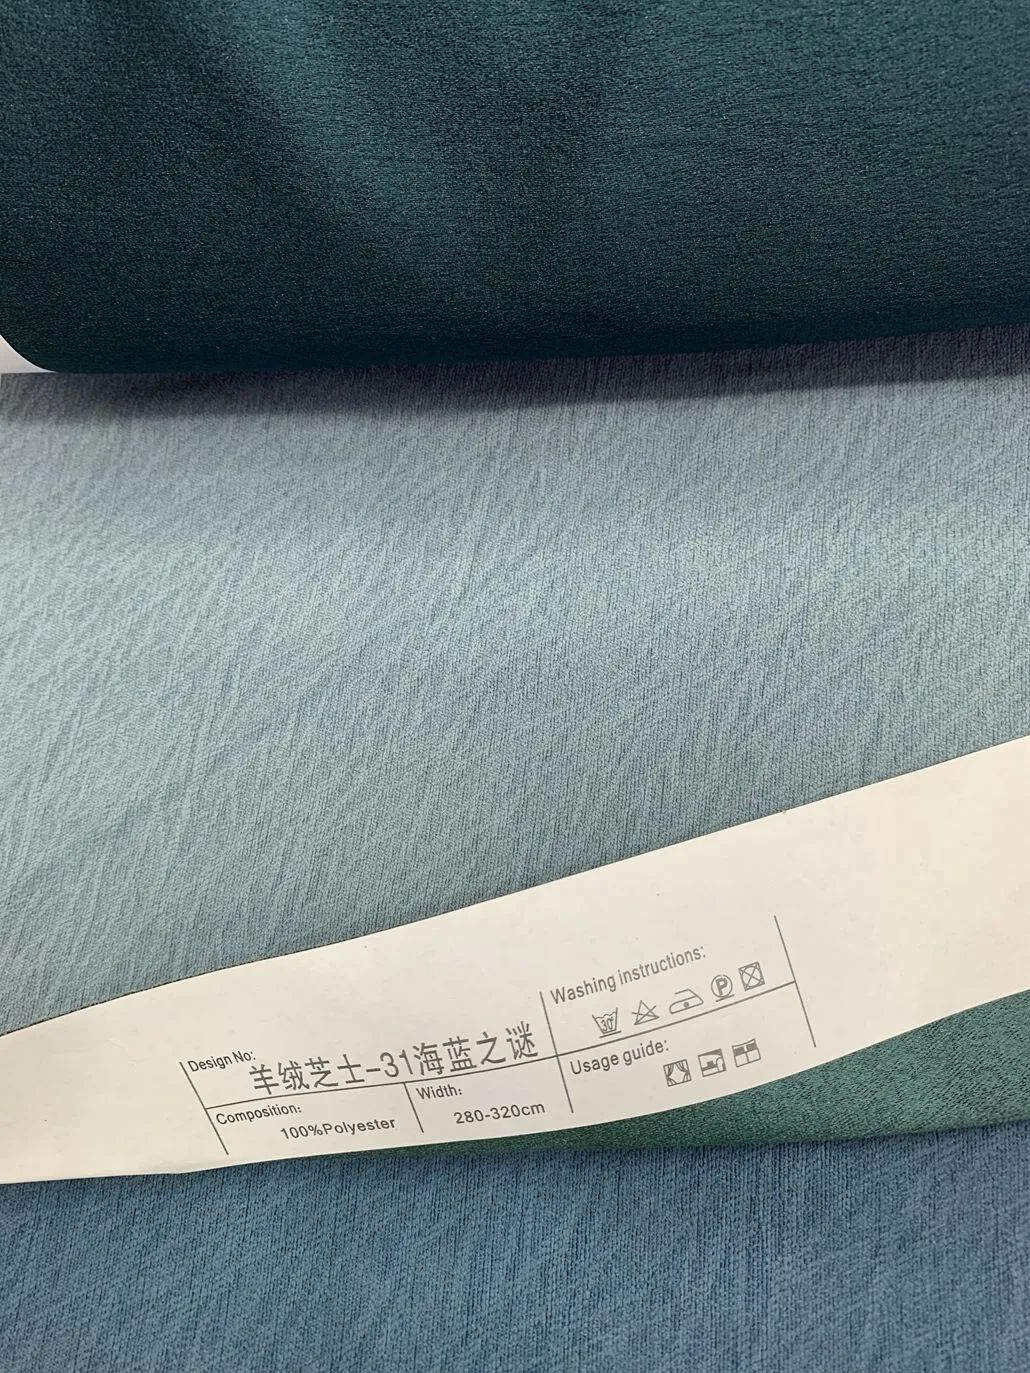 Design No:
羊绒芝士-31海蓝之谜
Composition:
100%Polyester
Width:
280-320cm
Washing instructions:
30°
P
Usage guide: